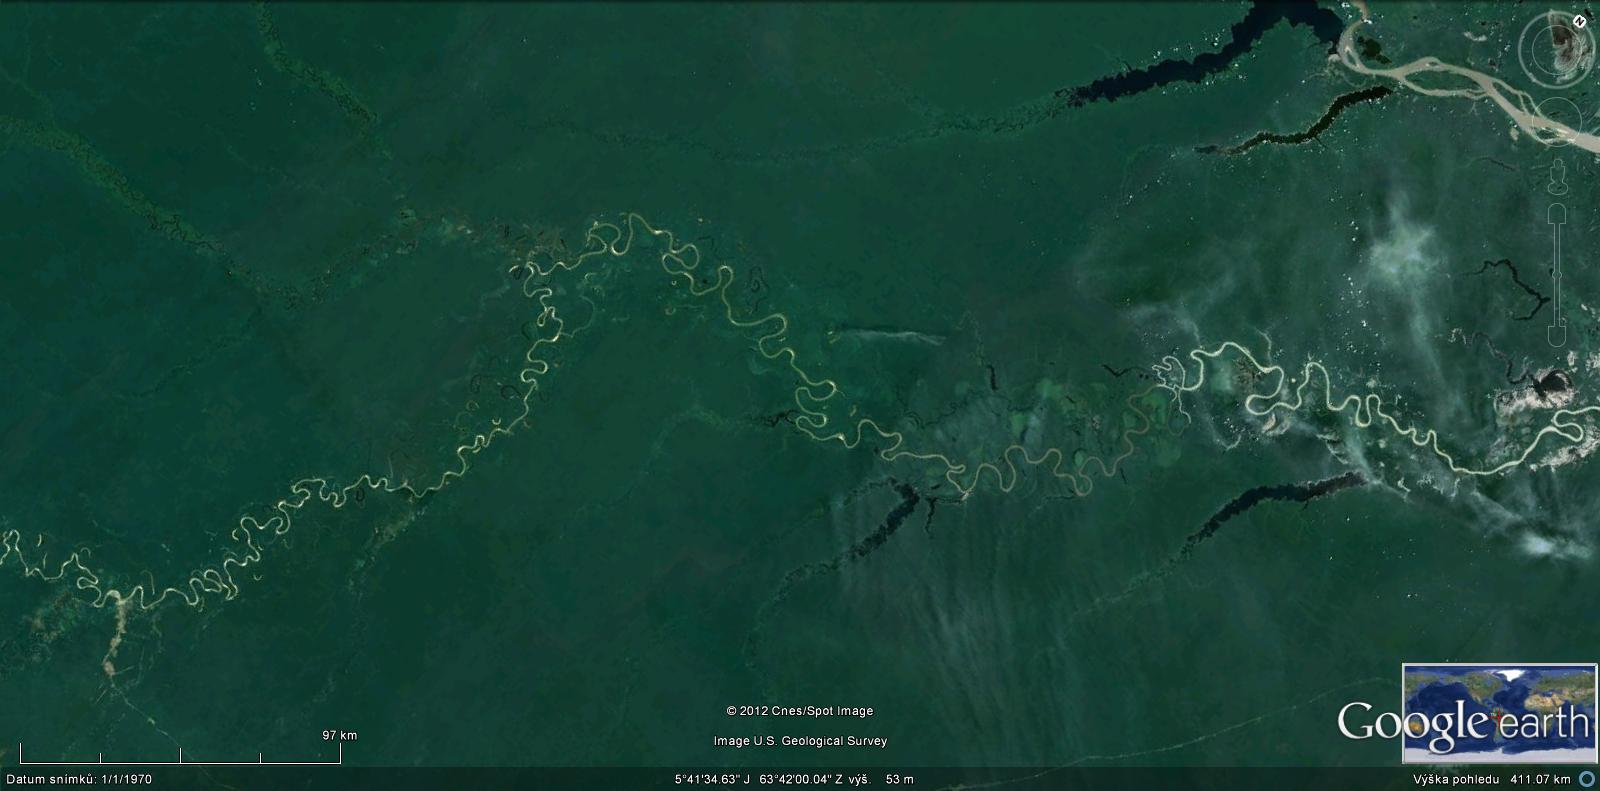 N
© 2012 Cnes/Spot Image
97 km
Image U.S. Geological Survey
Google earth
Datum snímků: 1/1/1970
5°41'34.63" J 63°42'00.04" Z výš. 53 m
Výška pohledu 411.07 km